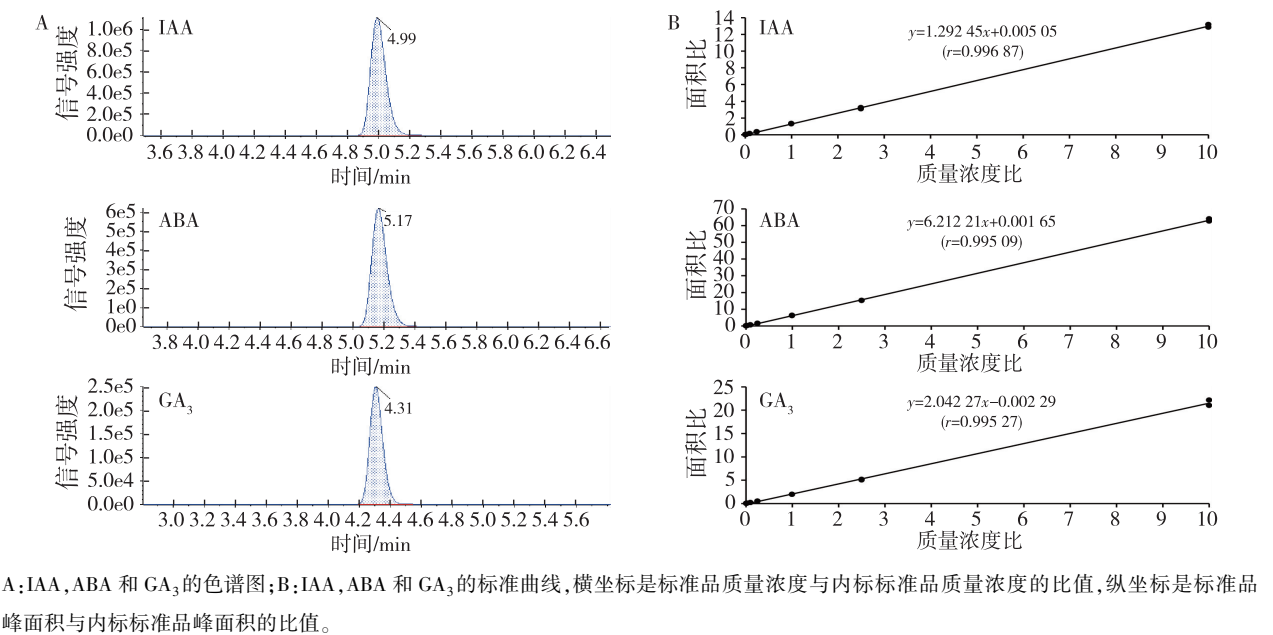 A
IAA
信号强度
1.0e6
8.0e5
6.0e5
4.0e5
2.0e5
0.0e0
4.99
3.6 3.8 4.0 4.2 4.4 4.6 4.8 5.0 5.2 5.4 5.6 5.8 6.0 6.2 6.4
时间/min
ABA
信号强度
6e5
5e5
4e5
3e5
2e5
1e0
0e0
5.17
3.8 4.0 4.2 4.4 4.6 4.8 5.0 5.2 5.4 5.6 5.8 6.0 6.2 6.4 6.6
时间/min
GA3
信号强度
2.5e5
2.0e5
1.5e5
1.0e5
5.0e4
0.0e0
4.31
3.0 3.2 3.4 3.6 3.8 4.0 4.2 4.4 4.6 4.8 5.0 5.2 5.4 5.6
时间/min
B
IAA
面积比
14
12
10
8
6
4
2
0
y=1.292 45x+0.005 05
(r=0.996 87)
0 1 2 3 4 5 6 7 8 9 10
质量浓度比
ABA
面积比
70
60
50
40
30
20
10
0
y=6.212 21x+0.001 65
(r=0.995 09)
0 1 2 3 4 5 6 7 8 9 10
质量浓度比
GA3
面积比
25
20
15
10
5
0
y=2.042 27x−0.002 29
(r=0.995 27)
0 1 2 3 4 5 6 7 8 9 10
质量浓度比
A:IAA,ABA 和 GA3的色谱图;B:IAA,ABA 和 GA3的标准曲线,横坐标是标准品质量浓度与内标标准品质量浓度的比值,纵坐标是标准品
峰面积与内标标准品峰面积的比值。